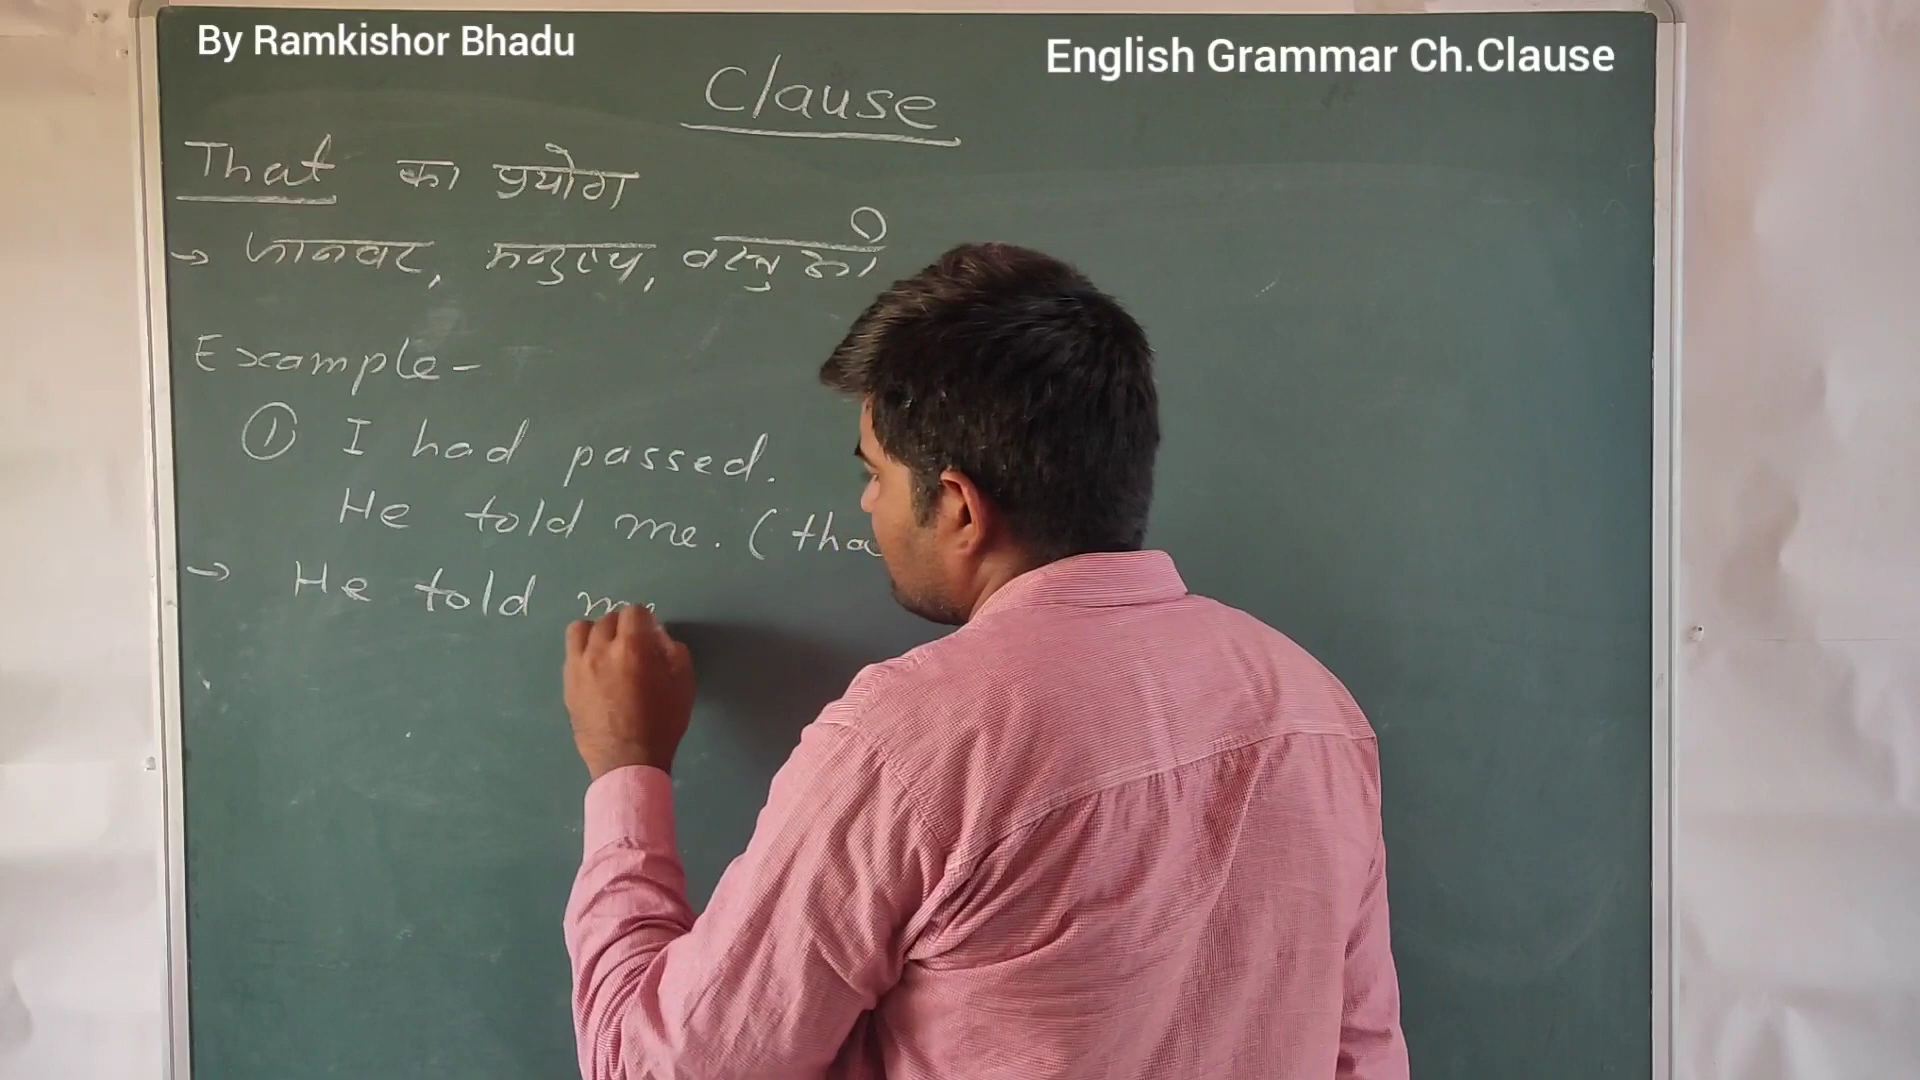 By Ramkishor Bhadu
English Grammar Ch.Clause
Clause
That का प्रयोग
→ जानवर, मनुष्य, वस्तु
Example-
① I had passed.
He told me. (tha
→ He told me